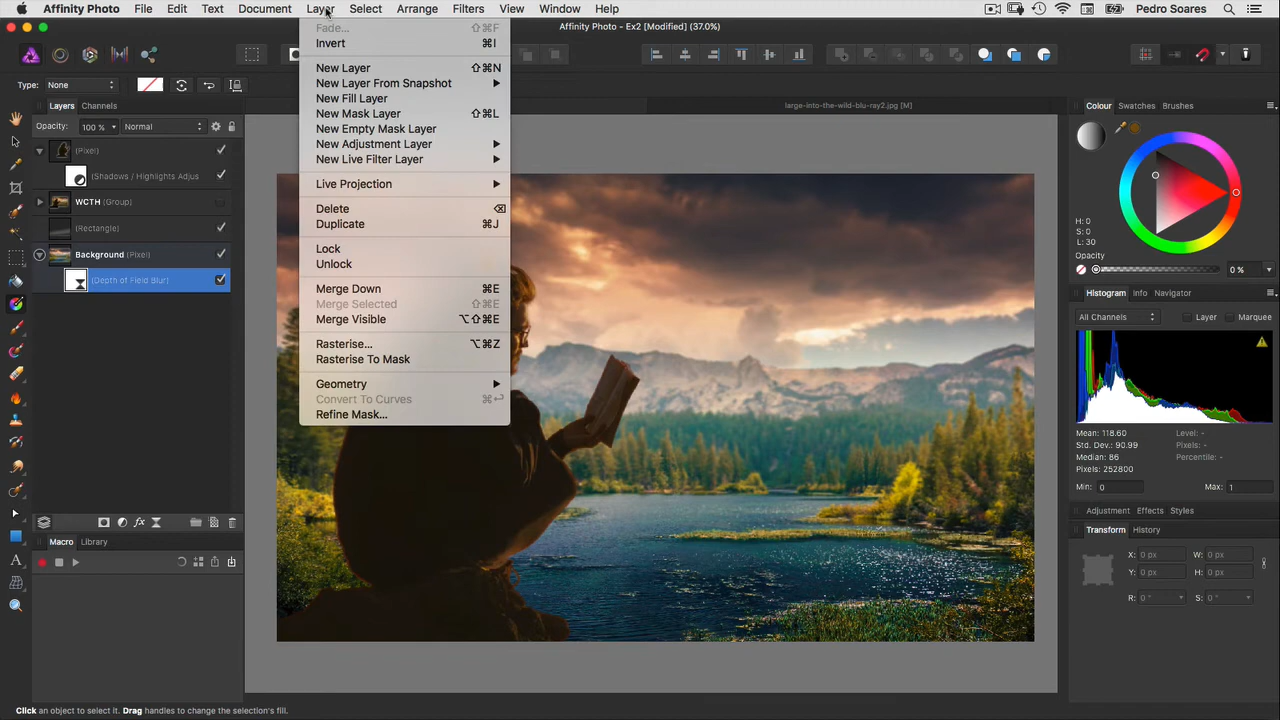 Affinity Photo File Edit Text Document Layer Select Arrange Filters View Window Help Pedro Soares
Affinity Photo - Ex2 [Modified] (37.0%)
Type: None
Layers Channels
Opacity: 100 % Normal
(Pixel)
(Shadows / Highlights Adjus
WCTH (Group)
(Rectangle)
Background (Pixel)
(Depth of Field Blur)
Macro Library
Fade... ⇧⌘F
Invert ⌘I
New Layer ⇧⌘N
New Layer From Snapshot
New Fill Layer
New Mask Layer ⇧⌘L
New Empty Mask Layer
New Adjustment Layer
New Live Filter Layer
Live Projection
Delete ⌫
Duplicate ⌘J
Lock
Unlock
Merge Down ⌘E
Merge Selected ⇧⌘E
Merge Visible ⌥⇧⌘E
Rasterise... ⌥⌘Z
Rasterise To Mask
Geometry
Convert To Curves ⌘↩
Refine Mask...
large-into-the-wild-blu-ray2.jpg [M]
Colour Swatches Brushes
H: 0
S: 0
L: 30
Opacity
0 %
Histogram Info Navigator
All Channels Layer Marquee
Mean: 118.60 Level: -
Std. Dev.: 90.99 Pixels: -
Median: 86 Percentile: -
Pixels: 252800
Min: 0 Max: 1
Adjustment Effects Styles
Transform History
X: 0 px W: 0 px
Y: 0 px H: 0 px
R: 0 ° S: 0 °
Click an object to select it. Drag handles to change the selection's fill.